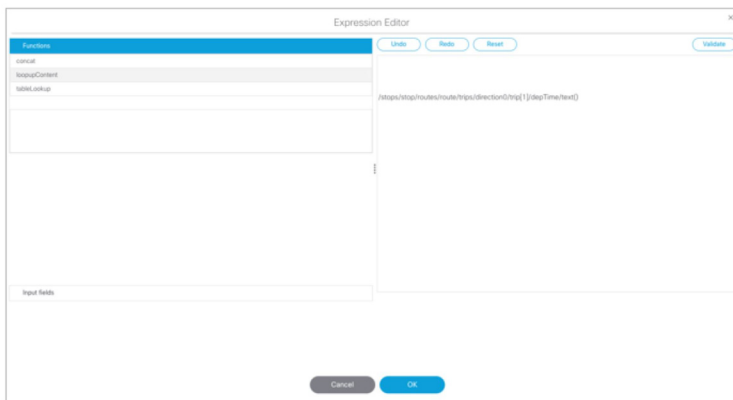 Expression Editor
×
Functions
concat
loopupContent
tableLookup
Input fields
Undo Redo Reset Validate
/stops/stop/routes/route/trips/direction0/trip[1]/depTime/text()
Cancel OK